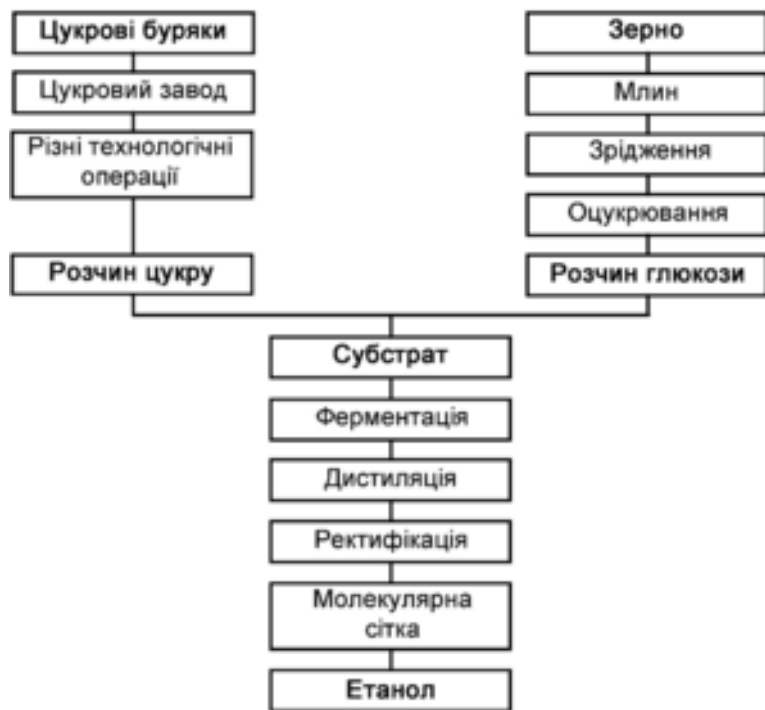 Цукрові буряки
Цукровий завод
Різні технологічні
операції
Розчин цукру
Зерно
Млин
Зрідження
Оцукрювання
Розчин глюкози
Субстрат
Ферментація
Дистиляція
Ректифікація
Молекулярна
сітка
Етанол